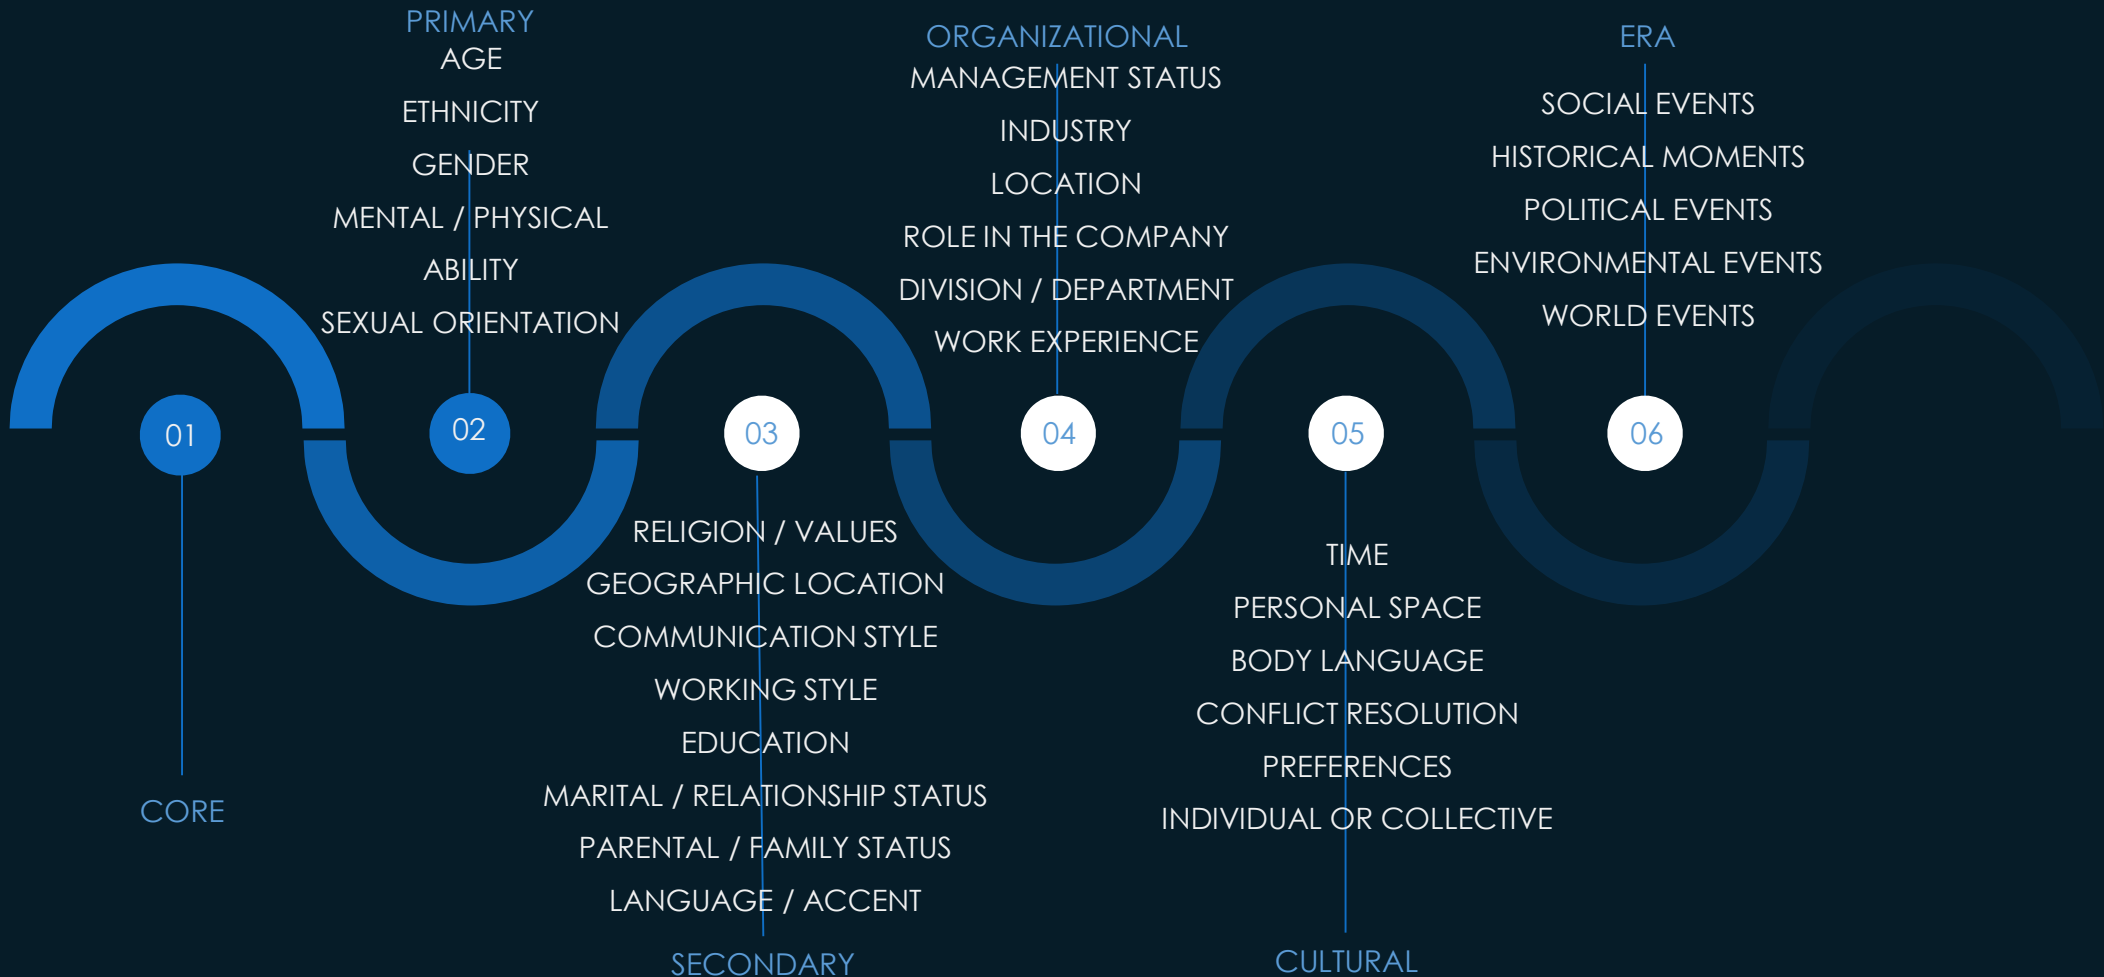 01
CORE
PRIMARY
AGE
ETHNICITY
GENDER
MENTAL / PHYSICAL
ABILITY
SEXUAL ORIENTATION
02
03
RELIGION / VALUES
GEOGRAPHIC LOCATION
COMMUNICATION STYLE
WORKING STYLE
EDUCATION
MARITAL / RELATIONSHIP STATUS
PARENTAL / FAMILY STATUS
LANGUAGE / ACCENT
SECONDARY
ORGANIZATIONAL
MANAGEMENT STATUS
INDUSTRY
LOCATION
ROLE IN THE COMPANY
DIVISION / DEPARTMENT
WORK EXPERIENCE
04
05
TIME
PERSONAL SPACE
BODY LANGUAGE
CONFLICT RESOLUTION
PREFERENCES
INDIVIDUAL OR COLLECTIVE
CULTURAL
ERA
SOCIAL EVENTS
HISTORICAL MOMENTS
POLITICAL EVENTS
ENVIRONMENTAL EVENTS
WORLD EVENTS
06